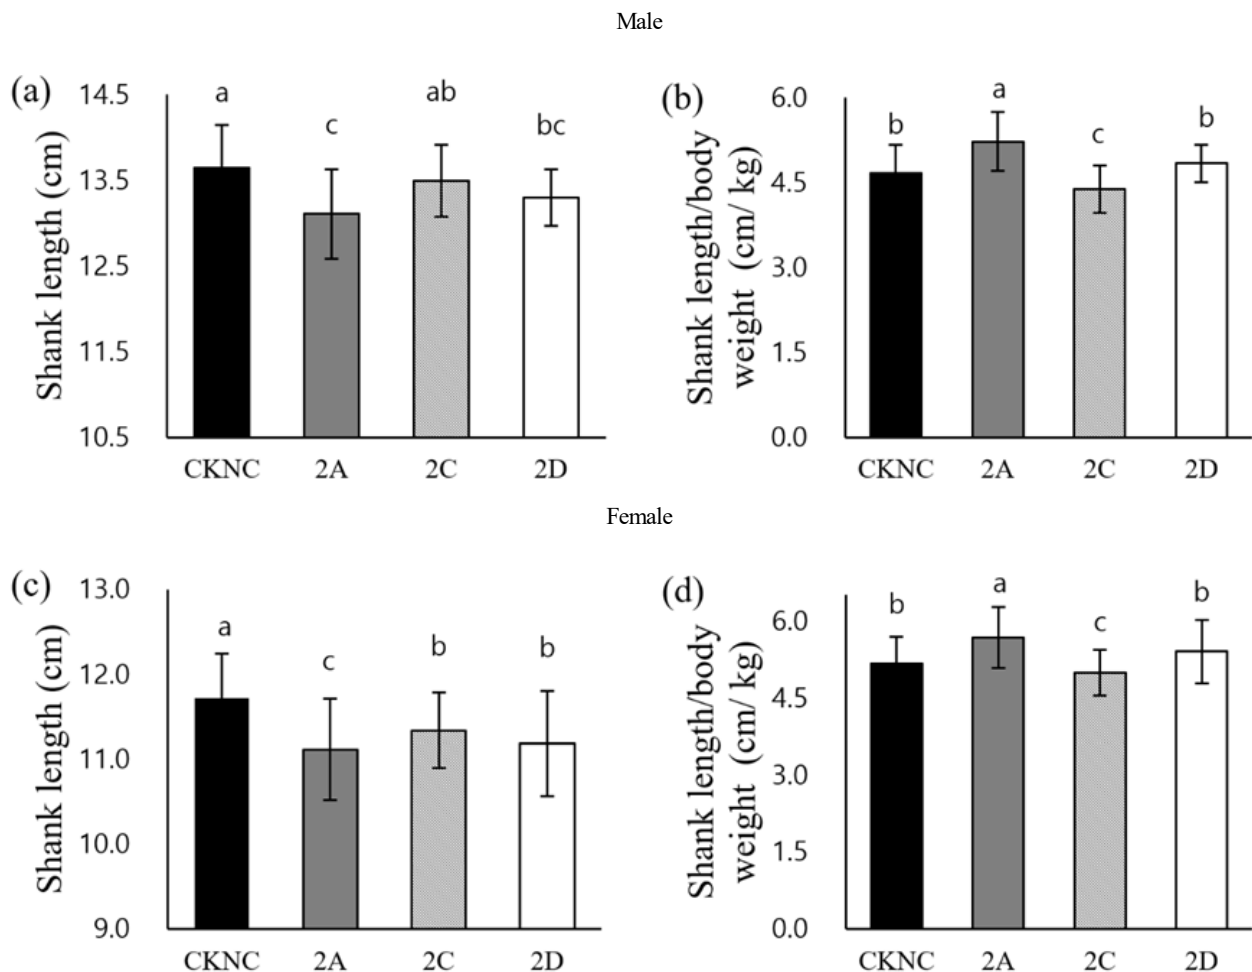 Male
(a)
Shank length (cm)
14.5
13.5
12.5
11.5
10.5
a
c
ab
bc
CKNC 2A 2C 2D
(b)
Shank length/body
weight (cm/ kg)
6.0
4.5
3.0
1.5
0.0
b
a
c
b
CKNC 2A 2C 2D
Female
(c)
Shank length (cm)
13.0
12.0
11.0
10.0
9.0
a
c
b
b
CKNC 2A 2C 2D
(d)
Shank length/body
weight (cm/ kg)
6.0
4.5
3.0
1.5
0.0
b
a
c
b
CKNC 2A 2C 2D